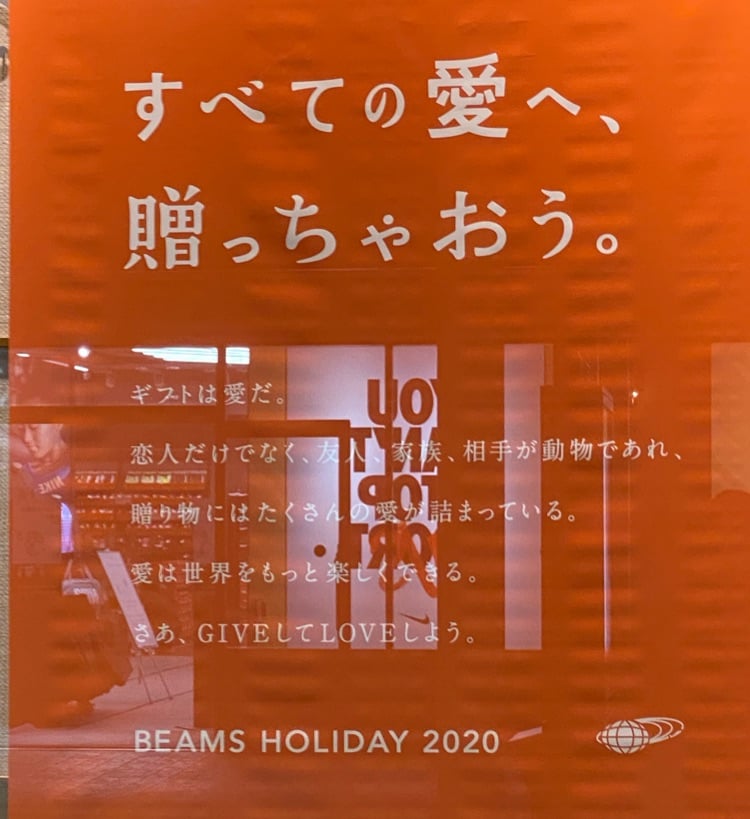 すべての愛へ、
贈っちゃおう。
ギフトは愛だ。
恋人だけでなく、友人、家族、相手が動物であれ、
贈り物にはたくさんの愛が詰まっている。
愛は世界をもっと楽しくできる。
さあ、GIVEしてLOVEしよう。
BEAMS HOLIDAY 2020
NIKE